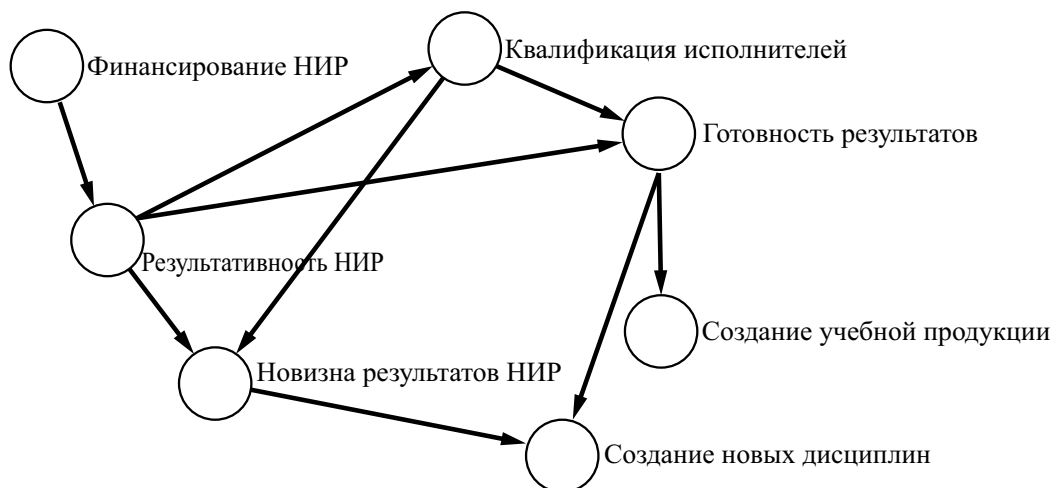 Квалификация исполнителей
Финансирование НИР
Готовность результатов
Результативность НИР
Создание учебной продукции
Новизна результатов НИР
Создание новых дисциплин